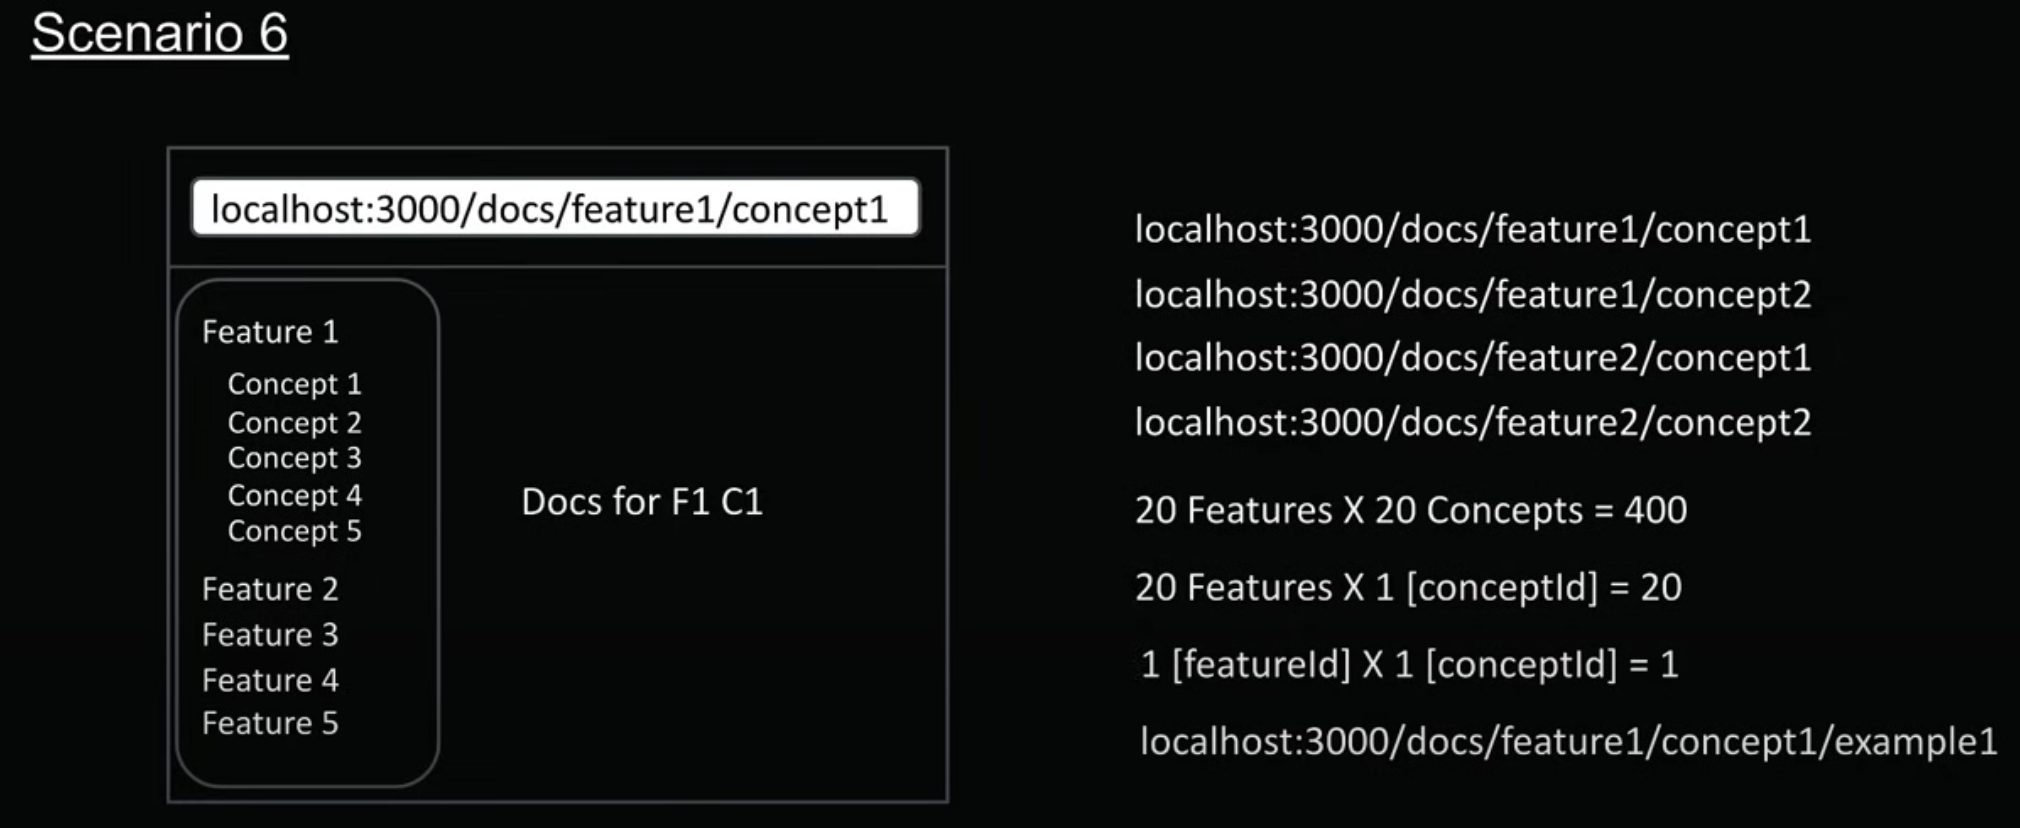 Scenario 6
localhost:3000/docs/feature1/concept1
Feature 1
Concept 1
Concept 2
Concept 3
Concept 4
Concept 5
Feature 2
Feature 3
Feature 4
Feature 5
Docs for F1 C1
localhost:3000/docs/feature1/concept1
localhost:3000/docs/feature1/concept2
localhost:3000/docs/feature2/concept1
localhost:3000/docs/feature2/concept2
20 Features X 20 Concepts = 400
20 Features X 1 [conceptId] = 20
1 [featureId] X 1 [conceptId] = 1
localhost:3000/docs/feature1/concept1/example1